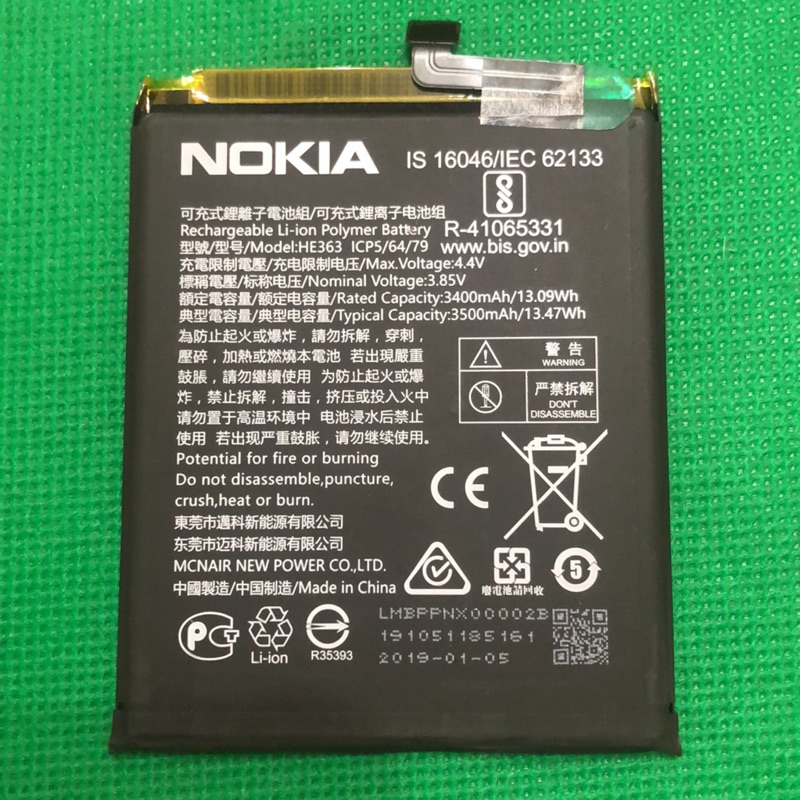 NOKIA IS 16046/IEC 62133
可充式鋰離子電池組/可充式锂离子电池组
Rechargeable Li-ion Polymer Battery
R-41065331
型號/型号/Model:HE363 ICP5/64/79
www.bis.gov.in
充電限制電壓/充电限制电压/Max.Voltage:4.4V
標稱電壓/标称电压/Nominal Voltage:3.85V
額定電容量/额定电容量/Rated Capacity:3400mAh/13.09Wh
典型電容量/典型电容量/Typical Capacity:3500mAh/13.47Wh
為防止起火或爆炸，請勿拆解，穿刺，
壓碎，加熱或燃燒本電池 若出現嚴重
鼓脹，請勿繼續使用 为防止起火或爆
炸，禁止拆解，撞击，挤压或投入火中
请勿置于高温环境中 电池浸水后禁止
使用 若出现严重鼓胀，请勿继续使用.
警告
WARNING
严禁拆解
DON'T
DISASSEMBLE
Potential for fire or burning
Do not disassemble,puncture,
crush,heat or burn.
CE
東莞市邁科新能源有限公司
东莞市迈科新能源有限公司
MCNAIR NEW POWER CO.,LTD.
中國製造/中国制造/Made in China
廢電池請回收
5
PCT
Li-ion
R35393
LMBPPNX00002B
191051185161
2019-01-05